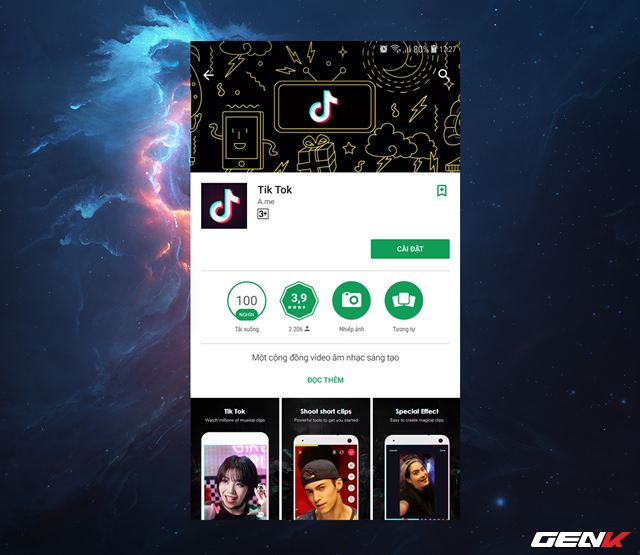 80% 17:27
Tik Tok
A.me
3+
CÀI ĐẶT
100
NGHÌN
3,9
Tải xuống
2.206
Nhiếp ảnh
Tương tự
Một cộng đồng video âm nhạc sáng tạo
ĐỌC THÊM
Tik Tok
Watch millions of musical clips
Shoot short clips
Powerful tools to get you started
Special Effect
Easy to create magical clips
GENK